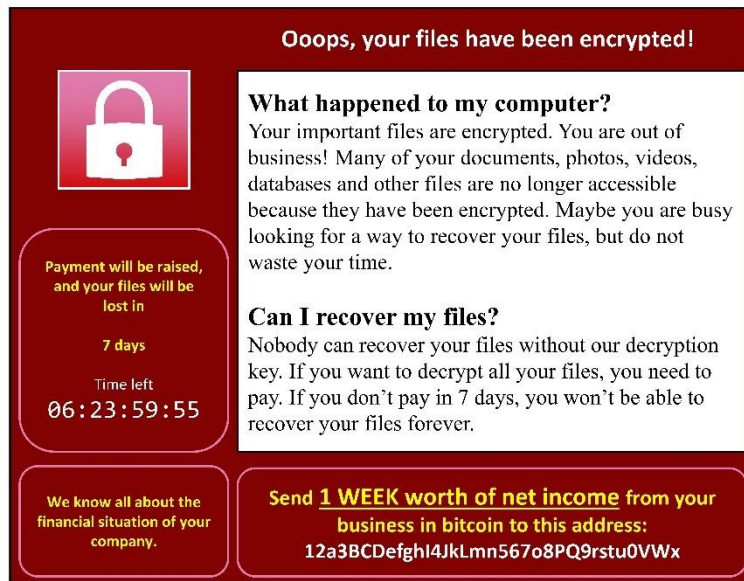 Ooops, your files have been encrypted!
What happened to my computer?
Your important files are encrypted. You are out of
business! Many of your documents, photos, videos,
databases and other files are no longer accessible
because they have been encrypted. Maybe you are busy
looking for a way to recover your files, but do not
waste your time.
Can I recover my files?
Nobody can recover your files without our decryption
key. If you want to decrypt all your files, you need to
pay. If you don’t pay in 7 days, you won’t be able to
recover your files forever.
Payment will be raised,
and your files will be
lost in
7 days
Time left
06:23:59:55
We know all about the
financial situation of your
company.
Send 1 WEEK worth of net income from your
business in bitcoin to this address:
12a3BCDefghI4JkLmn567o8PQ9rstu0VWx